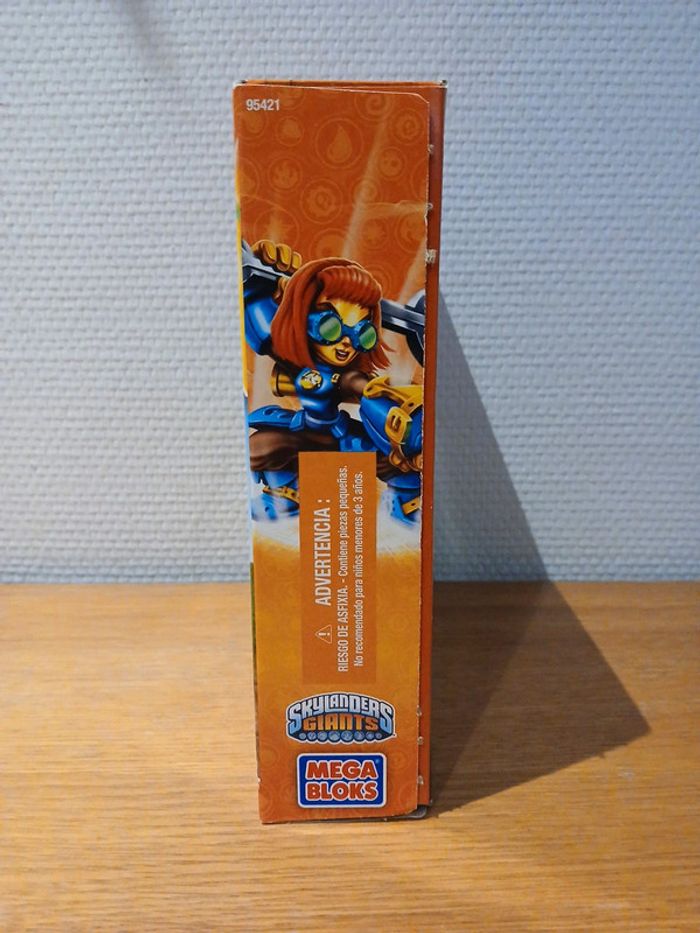 95421
ADVERTENCIA :
RIESGO DE ASFIXIA. - Contiene piezas pequeñas.
No recomendado para niños menores de 3 años.
SKYLANDERS
GIANTS
MEGA
BLOKS